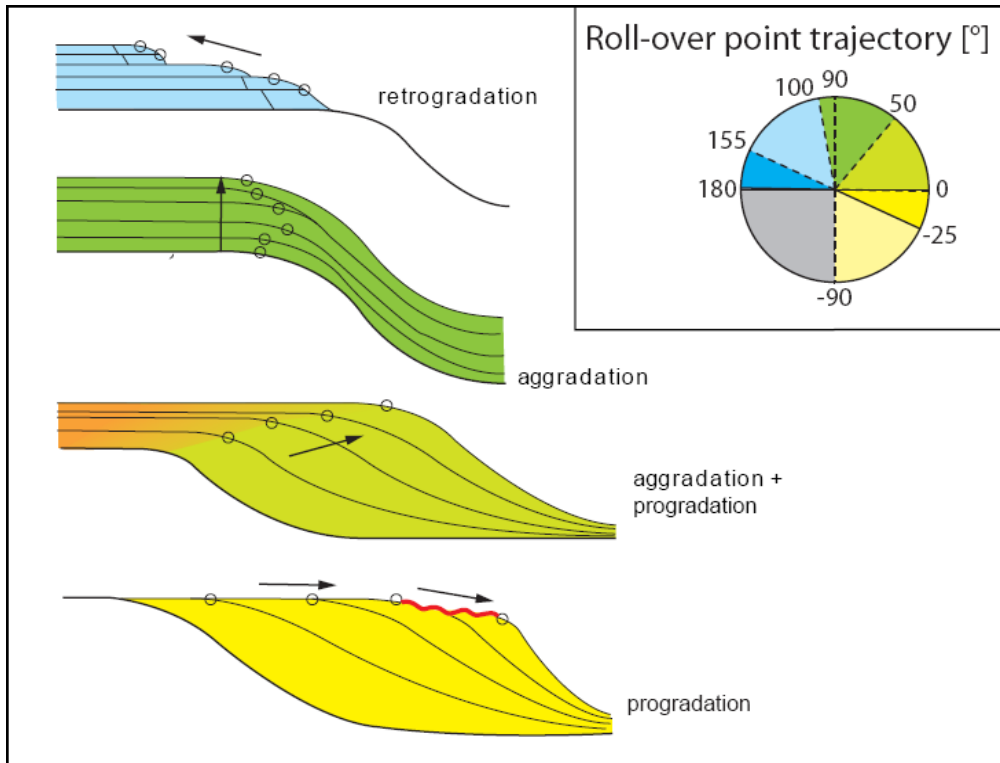 Roll-over point trajectory [°]
100 90
50
155
180
0
-25
-90
retrogradation
aggradation
aggradation +
progradation
progradation